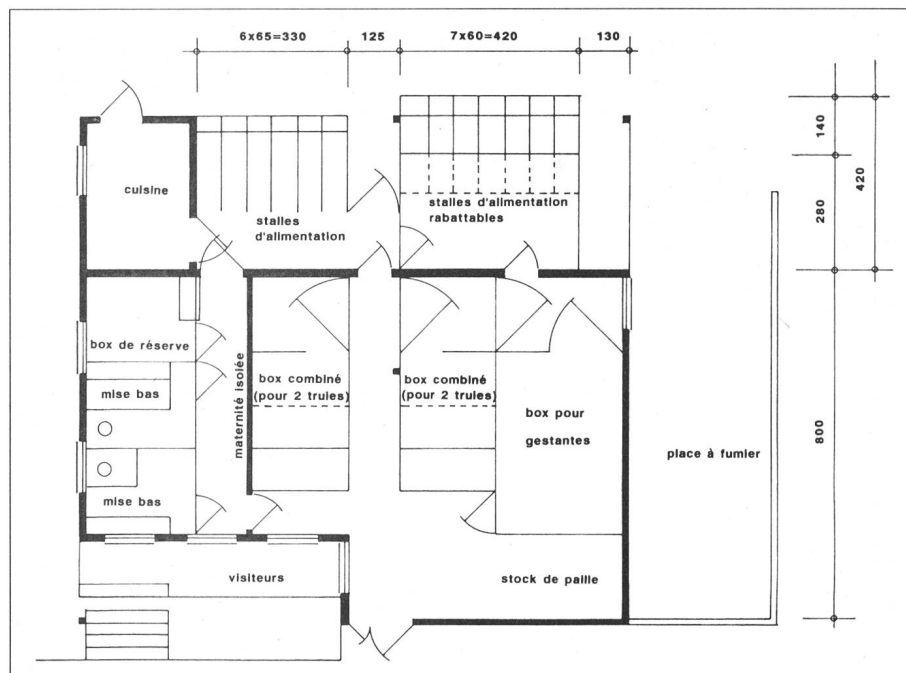 6x65=330
125
7x60=420
130
140
420
280
800
cuisine
stalles
d'alimentation
stalles d'alimentation
rabattables
box de réserve
mise bas
mise bas
maternité isolée
box combiné
(pour 2 truies)
box combiné
(pour 2 truies)
box pour
gestantes
place à fumier
visiteurs
stock de paille